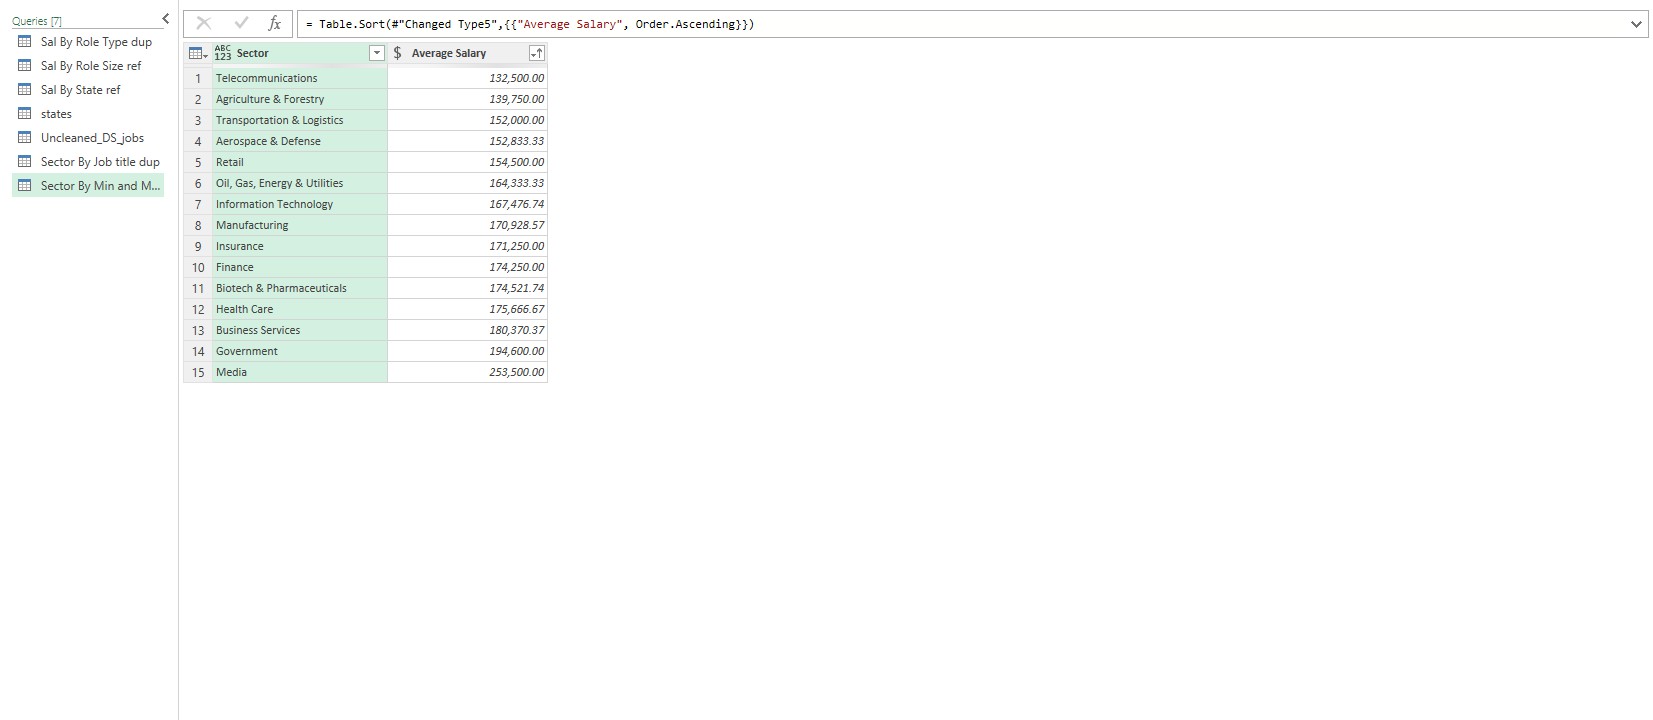 Queries [7]
Sal By Role Type dup
Sal By Role Size ref
Sal By State ref
states
Uncleaned_DS_jobs
Sector By Job title dup
Sector By Min and M...
fx = Table.Sort(#"Changed Type5",{{"Average Salary", Order.Ascending}})
ABC 123 Sector $ Average Salary
1 Telecommunications 132,500.00
2 Agriculture & Forestry 139,750.00
3 Transportation & Logistics 152,000.00
4 Aerospace & Defense 152,833.33
5 Retail 154,500.00
6 Oil, Gas, Energy & Utilities 164,333.33
7 Information Technology 167,476.74
8 Manufacturing 170,928.57
9 Insurance 171,250.00
10 Finance 174,250.00
11 Biotech & Pharmaceuticals 174,521.74
12 Health Care 175,666.67
13 Business Services 180,370.37
14 Government 194,600.00
15 Media 253,500.00